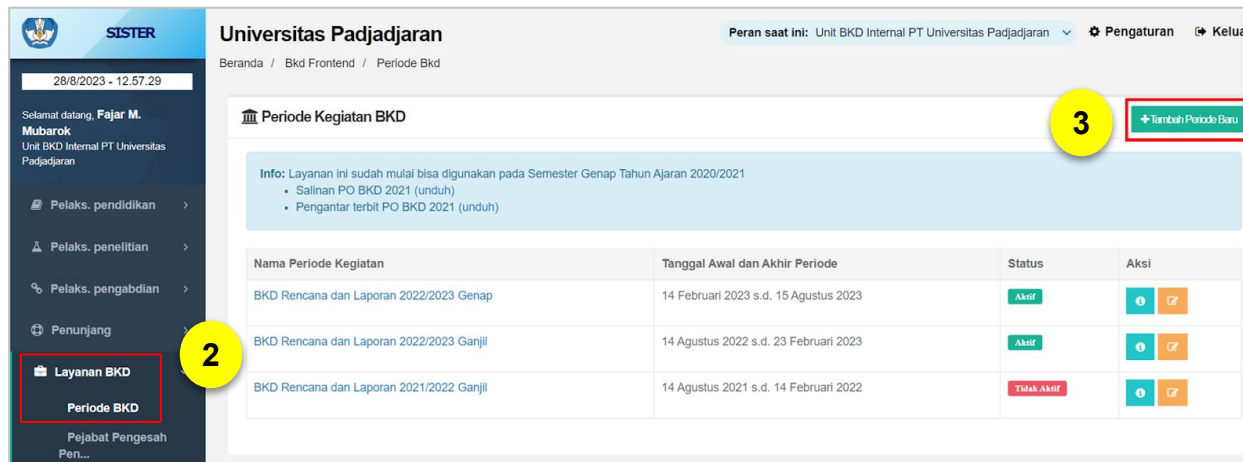 SISTER
28/8/2023 - 12.57.29
Selamat datang, Fajar M.
Mubarok
Unit BKD Internal PT Universitas
Padjadjaran
Pelaks. pendidikan
Pelaks. penelitian
Pelaks. pengabdian
Penunjang
2
Layanan BKD
Periode BKD
Pejabat Pengesah
Pen...
Universitas Padjadjaran
Peran saat ini: Unit BKD Internal PT Universitas Padjadjaran
Pengaturan
Kelua
Beranda / Bkd Frontend / Periode Bkd
Periode Kegiatan BKD
3
+Tambah Periode Baru
Info: Layanan ini sudah mulai bisa digunakan pada Semester Genap Tahun Ajaran 2020/2021
• Salinan PO BKD 2021 (unduh)
• Pengantar terbit PO BKD 2021 (unduh)
Nama Periode Kegiatan Tanggal Awal dan Akhir Periode Status Aksi
BKD Rencana dan Laporan 2022/2023 Genap 14 Februari 2023 s.d. 15 Agustus 2023 Aktif
BKD Rencana dan Laporan 2022/2023 Ganjil 14 Agustus 2022 s.d. 23 Februari 2023 Aktif
BKD Rencana dan Laporan 2021/2022 Ganjil 14 Agustus 2021 s.d. 14 Februari 2022 Tidak Aktif